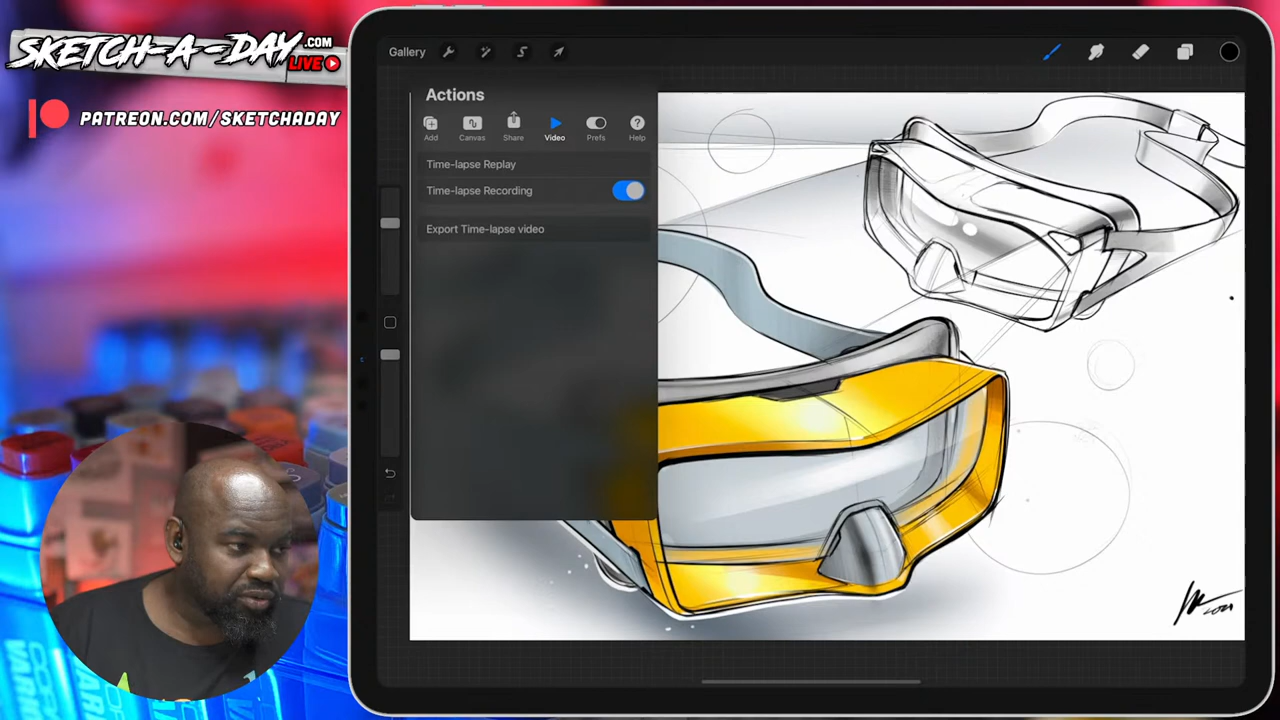 SKETCH-A-DAY.COM
LIVE
PATREON.COM/SKETCHADAY
Gallery
Actions
Add
Canvas
Share
Video
Prefs
Help
Time-lapse Replay
Time-lapse Recording
Export Time-lapse video
2021